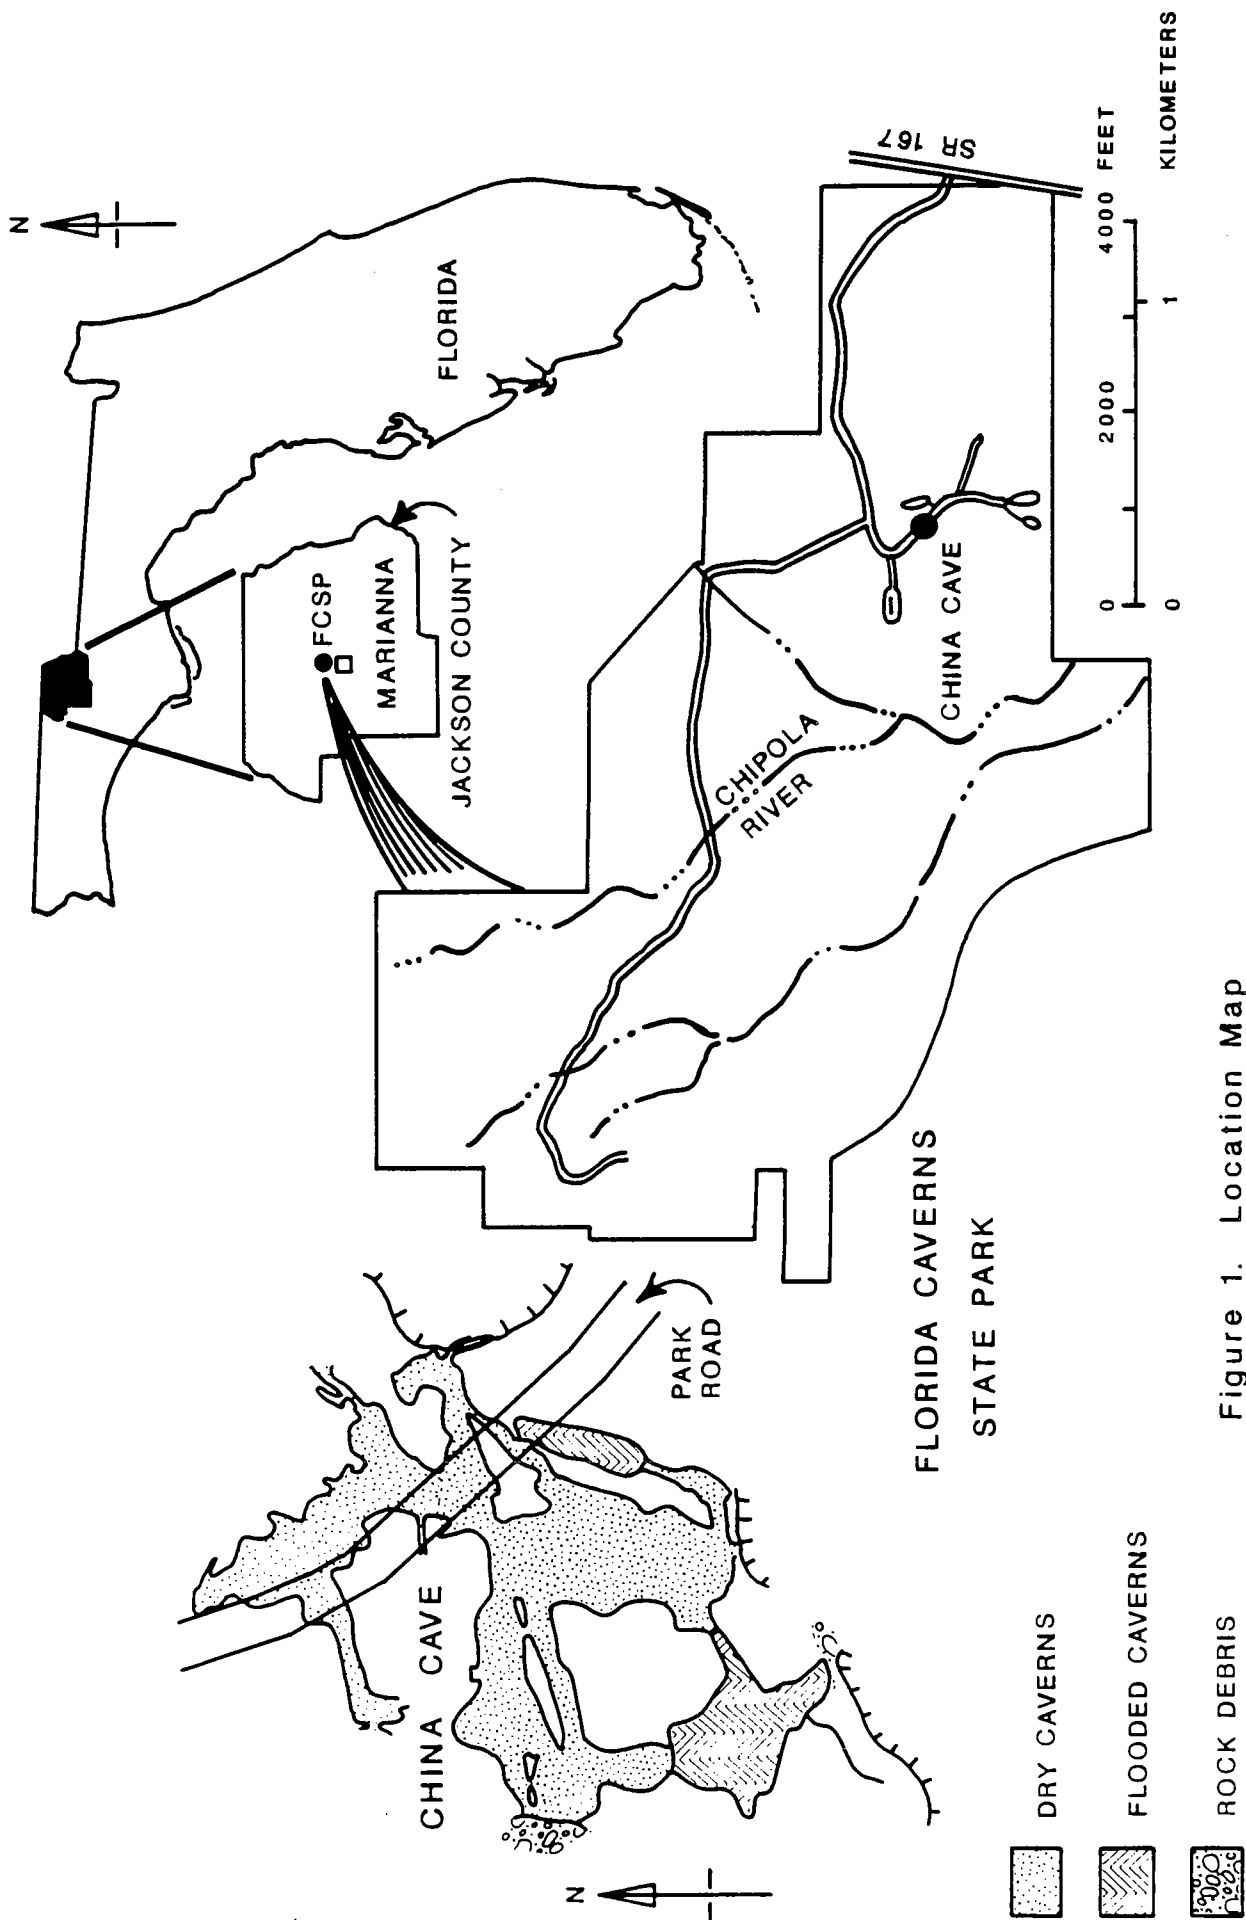 N
FLORIDA
FCSP
MARIANNA
JACKSON COUNTY
SR 167
CHIPOLA
RIVER
CHINA CAVE
0 2000 4000 FEET
0 1 KILOMETERS
PARK
ROAD
CHINA CAVE
N
FLORIDA CAVERNS
STATE PARK
DRY CAVERNS
FLOODED CAVERNS
ROCK DEBRIS
Figure 1. Location Map